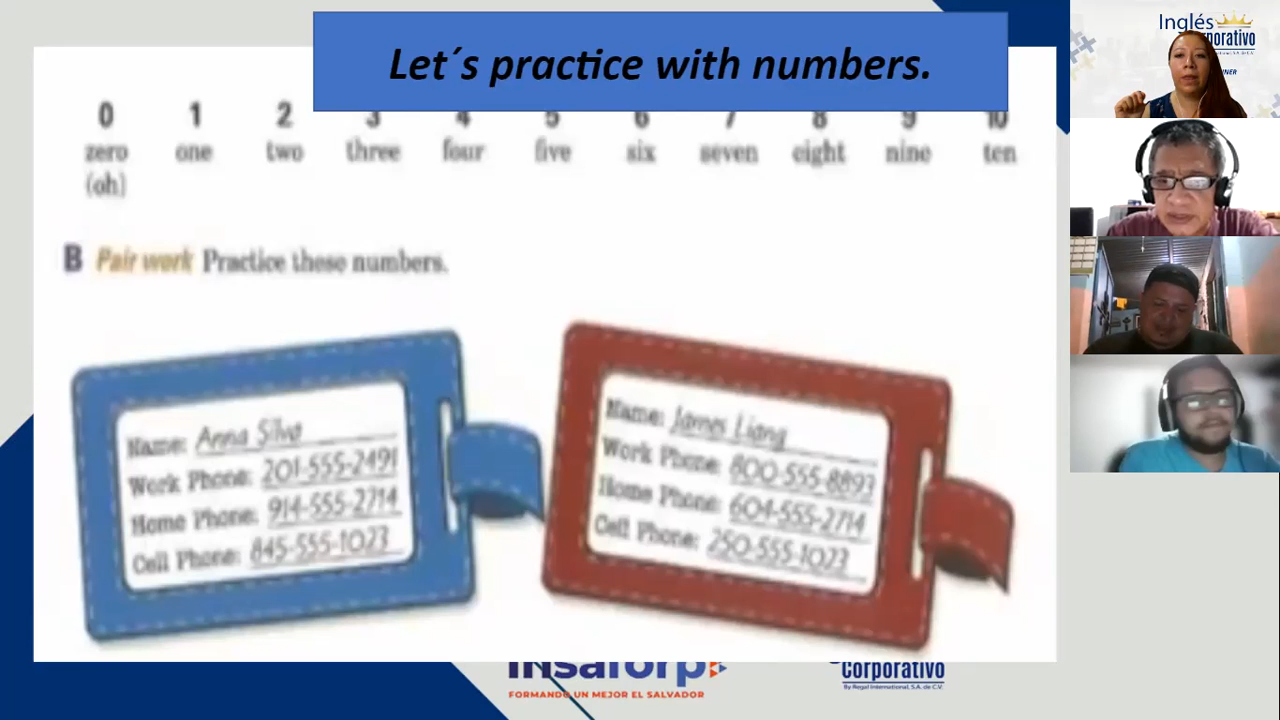 Let´s practice with numbers.
0 1 2 3 4 5 6 7 8 9 10
zero one two three four five six seven eight nine ten
(oh)
B Pair work Practice these numbers.
Name: Anna Silva
Work Phone: 201-555-2491
Home Phone: 914-555-2714
Cell Phone: 845-555-1023
Name: James Liang
Work Phone: 800-555-8893
Home Phone: 604-555-2714
Cell Phone: 250-555-1023
insaforp
FORMANDO UN MEJOR EL SALVADOR
Corporativo
By Regal International, S.A. de C.V.
Inglés